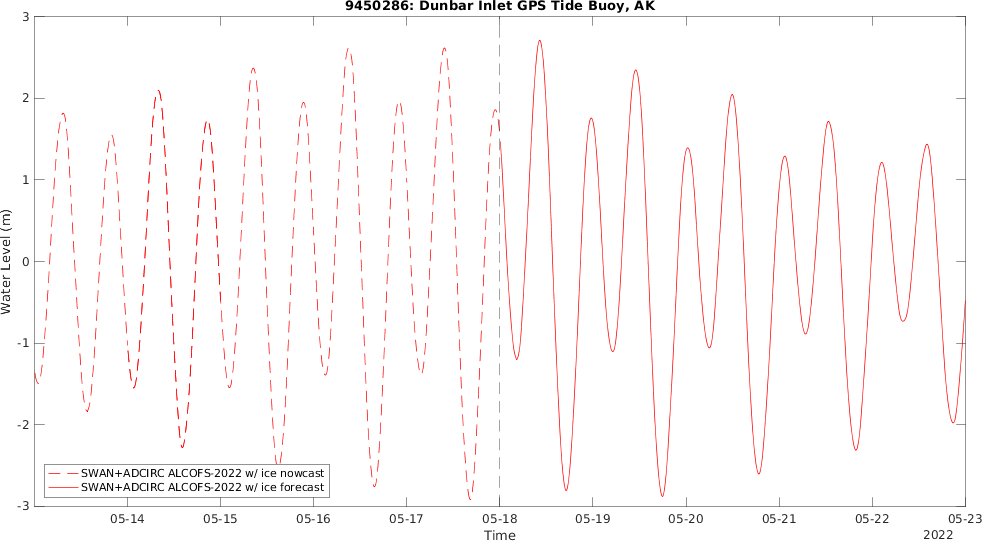 9450286: Dunbar Inlet GPS Tide Buoy, AK
3
2
1
0
-1
-2
-3
Water Level (m)
SWAN+ADCIRC ALCOFS-2022 w/ ice nowcast
SWAN+ADCIRC ALCOFS-2022 w/ ice forecast
05-14 05-15 05-16 05-17 05-18 05-19 05-20 05-21 05-22 05-23
Time
2022